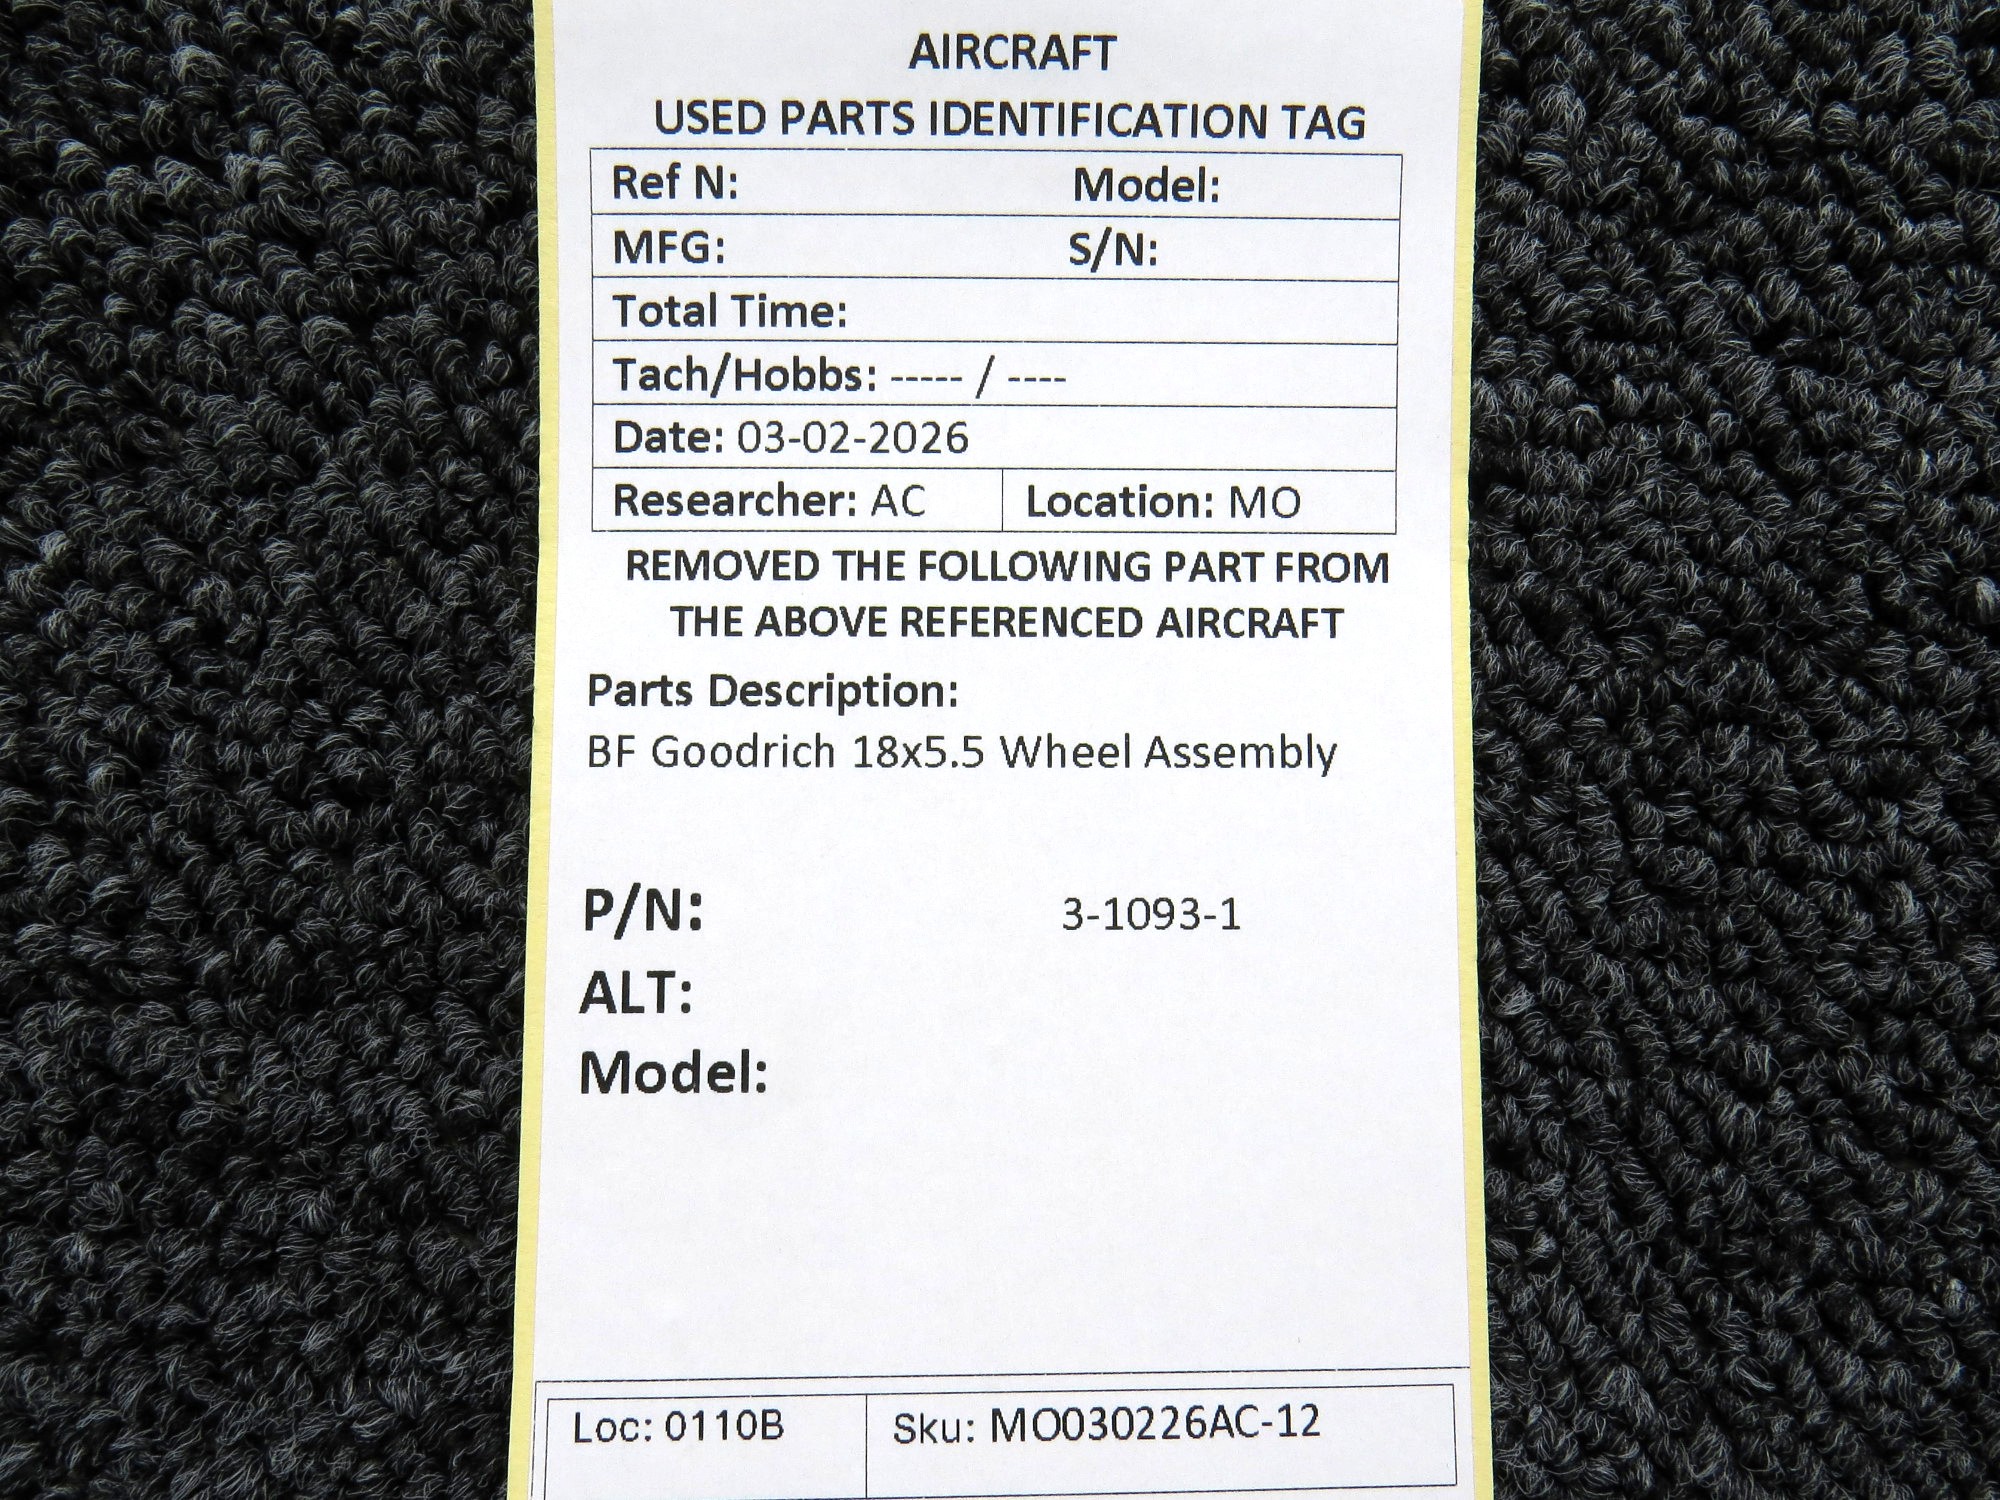 AIRCRAFT
USED PARTS IDENTIFICATION TAG
Ref N: Model:
MFG: S/N:
Total Time:
Tach/Hobbs: ----- / ----
Date: 03-02-2026
Researcher: AC Location: MO
REMOVED THE FOLLOWING PART FROM
THE ABOVE REFERENCED AIRCRAFT
Parts Description:
BF Goodrich 18x5.5 Wheel Assembly
P/N: 3-1093-1
ALT:
Model:
Loc: 0110B Sku: MO030226AC-12